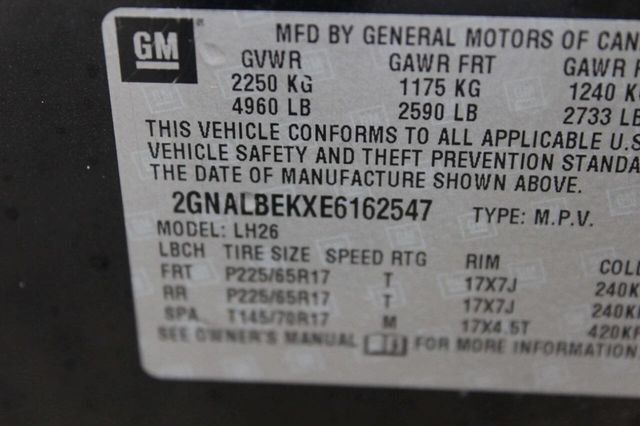 GM
MFD BY GENERAL MOTORS OF CAN
GVWR GAWR FRT GAWR
2250 KG 1175 KG 1240 K
4960 LB 2590 LB 2733 LB
THIS VEHICLE CONFORMS TO ALL APPLICABLE U.S
VEHICLE SAFETY AND THEFT PREVENTION STANDA
THE DATE OF MANUFACTURE SHOWN ABOVE.
2GNALBEKXE6162547 TYPE: M.P.V.
MODEL: LH26
LBCH TIRE SIZE SPEED RTG RIM COL
FRT P225/65R17 T 17X7J 240K
RR P225/65R17 T 17X7J 240K
SPA T145/70R17 M 17X4.5T 420K
SEE OWNER'S MANUAL FOR MORE INFORMATION